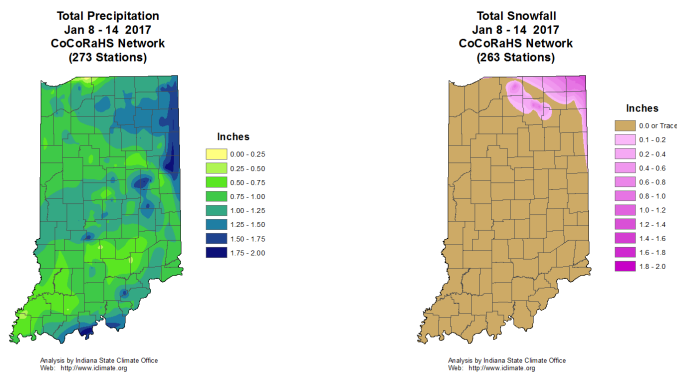 Total Precipitation
Jan 8 - 14 2017
CoCoRaHS Network
(273 Stations)
Inches
0.00 - 0.25
0.25 - 0.50
0.50 - 0.75
0.75 - 1.00
1.00 - 1.25
1.25 - 1.50
1.50 - 1.75
1.75 - 2.00
Analysis by Indiana State Climate Office
Web: http://www.iclimate.org
Total Snowfall
Jan 8 - 14 2017
CoCoRaHS Network
(263 Stations)
Inches
0.0 or Trace
0.1 - 0.2
0.2 - 0.4
0.4 - 0.6
0.6 - 0.8
0.8 - 1.0
1.0 - 1.2
1.2 - 1.4
1.4 - 1.6
1.6 - 1.8
1.8 - 2.0
Analysis by Indiana State Climate Office
Web: http://www.iclimate.org